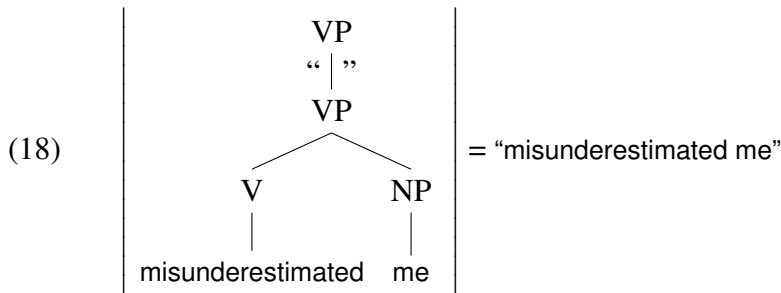 VP
“ ”
VP
(18) = “misunderestimated me”
V NP
misunderestimated me